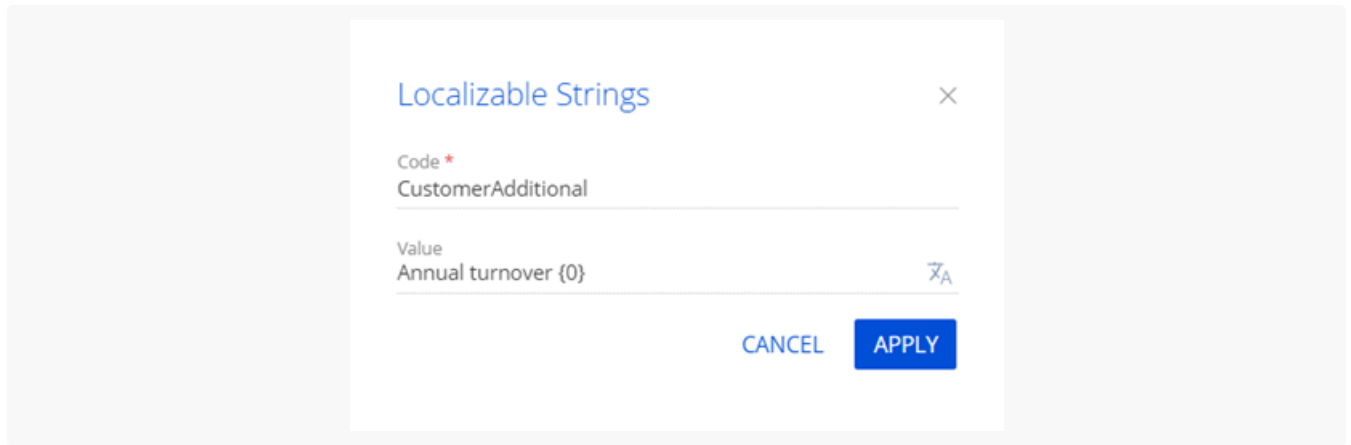 Localizable Strings
Code *
CustomerAdditional
Value
Annual turnover {0}
CANCEL APPLY